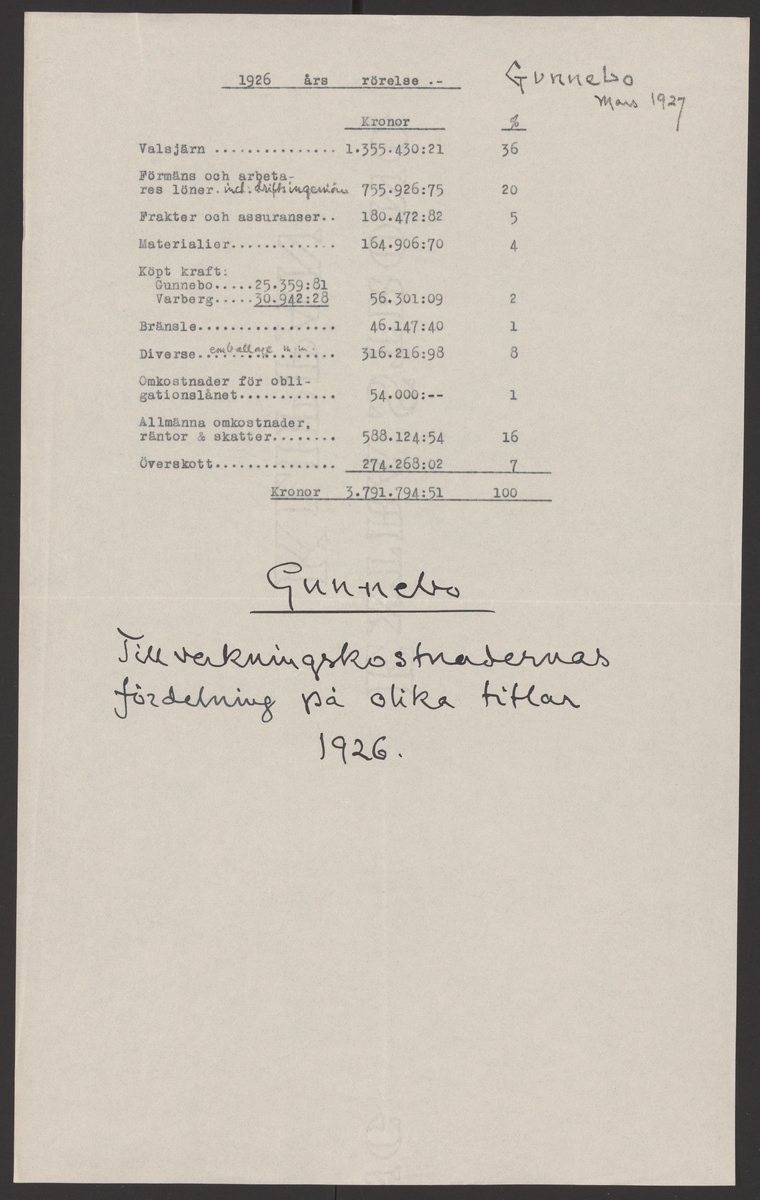 1926 års rörelse .-
Gunnebo
Mars 1927
Kronor %
Valsjärn ............... 1.355.430:21 36
Förmäns och arbeta-
res löner. incl. driftsingeniörs 755.926:75 20
Frakter och assuranser.. 180.472:82 5
Materialier............. 164.906:70 4
Köpt kraft:
Gunnebo.....25.359:81
Varberg.....30.942:28 56.301:09 2
Bränsle................. 46.147:40 1
Diverse. emballage m.m. ................ 316.216:98 8
Omkostnader för obli-
gationslånet............ 54.000:-- 1
Allmänna omkostnader,
räntor & skatter........ 588.124:54 16
Överskott............... 274.268:02 7
Kronor 3.791.794:51 100
Gunnebo
Tillverkningskostnadernas
fördelning på olika titlar
1926.